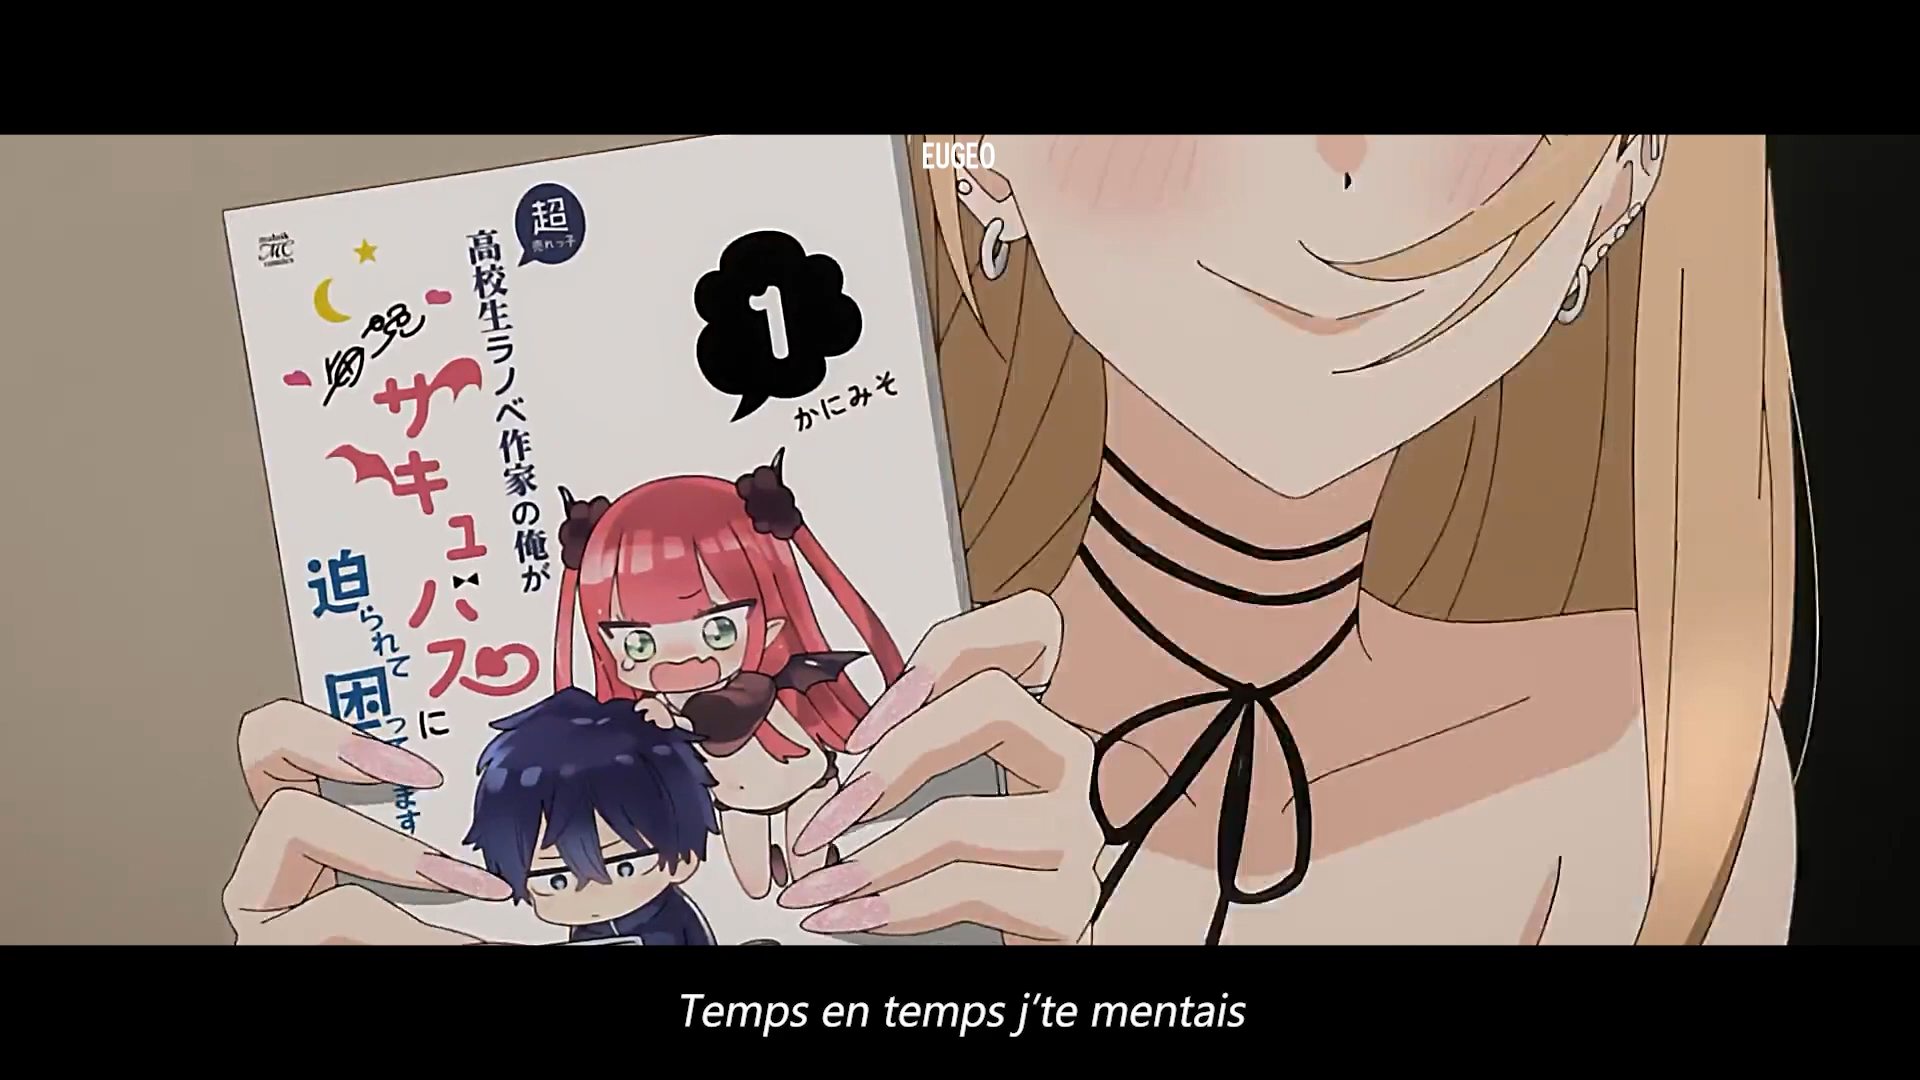 EUGEO
超
売れっ子
高校生ラノベ作家の俺が
サキュバスに
迫られて
困ってます
1
かにみそ
Temps en temps j’te mentais